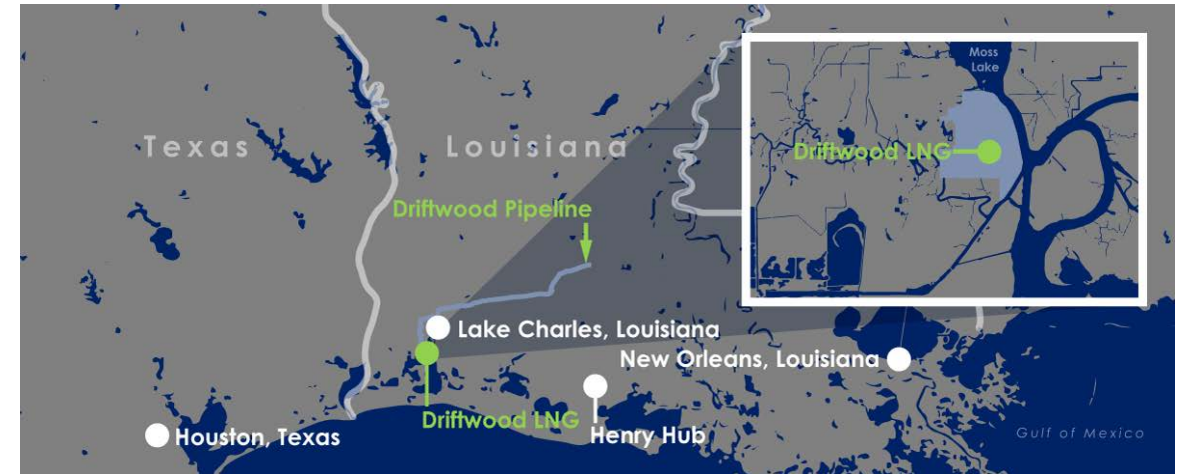 Moss
Lake
Driftwood LNG
Texas
Louisiana
Driftwood Pipeline
Lake Charles, Louisiana
New Orleans, Louisiana
Driftwood LNG
Henry Hub
Houston, Texas
Gulf of Mexico